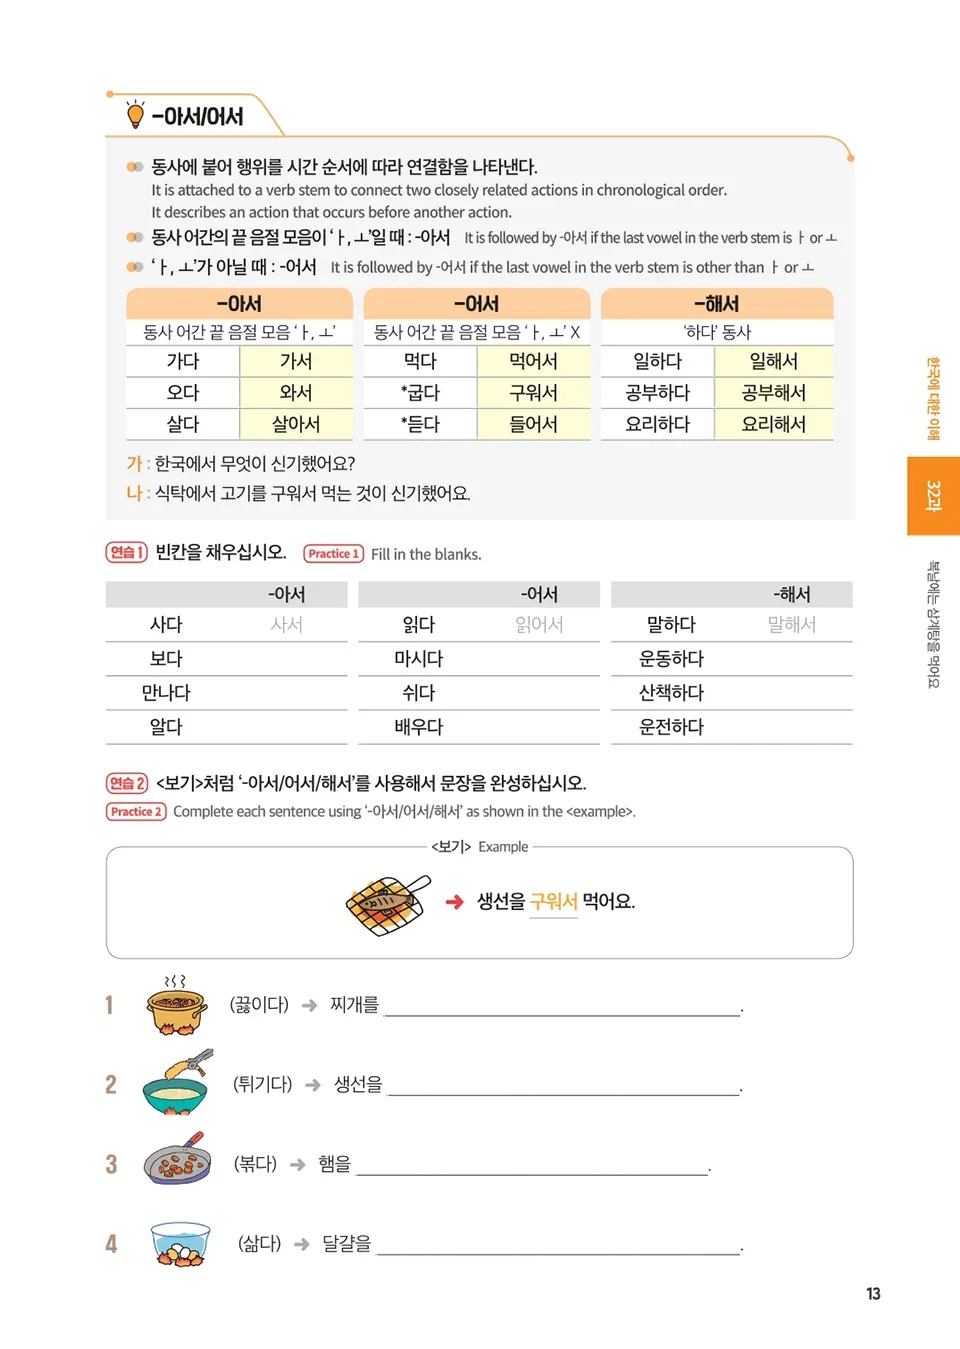 -아서/어서
동사에 붙어 행위를 시간 순서에 따라 연결함을 나타낸다.
It is attached to a verb stem to connect two closely related actions in chronological order.
It describes an action that occurs before another action.
동사 어간의 끝 음절 모음이 ‘ㅏ, ㅗ’일 때 : -아서 It is followed by -아서 if the last vowel in the verb stem is ㅏ or ㅗ
‘ㅏ, ㅗ’가 아닐 때 : -어서 It is followed by -어서 if the last vowel in the verb stem is other than ㅏ or ㅗ
-아서 -어서 -해서
동사 어간 끝 음절 모음 ‘ㅏ, ㅗ’ 동사 어간 끝 음절 모음 ‘ㅏ, ㅗ’ X ‘하다’ 동사
가다 가서 먹다 먹어서 일하다 일해서
오다 와서 *굽다 구워서 공부하다 공부해서
살다 살아서 *듣다 들어서 요리하다 요리해서
가 : 한국에서 무엇이 신기했어요?
나 : 식탁에서 고기를 구워서 먹는 것이 신기했어요.
연습 1 빈칸을 채우십시오. Practice 1 Fill in the blanks.
-아서 -어서 -해서
사다 사서 읽다 읽어서 말하다 말해서
보다 마시다 운동하다
만나다 쉬다 산책하다
알다 배우다 운전하다
연습 2 <보기>처럼 ‘-아서/어서/해서’를 사용해서 문장을 완성하십시오.
Practice 2 Complete each sentence using ‘-아서/어서/해서’ as shown in the <example>.
<보기> Example
생선을 구워서 먹어요.
1 (끓이다) → 찌개를 .
2 (튀기다) → 생선을 .
3 (볶다) → 햄을 .
4 (삶다) → 달걀을 .
한국에 대한 이해
32과
복날에는 삼계탕을 먹어요
13